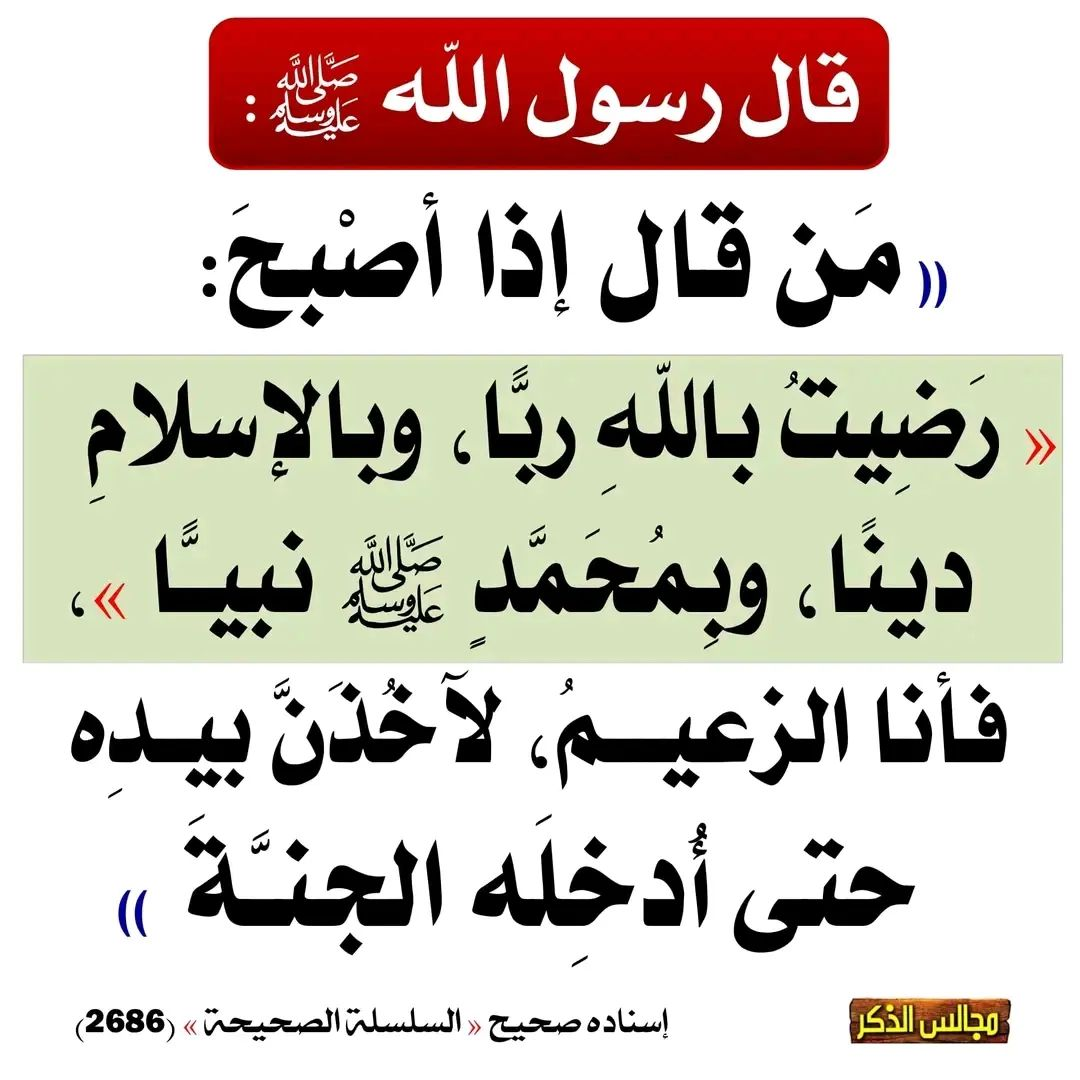 قال رسول الله ﷺ :
(( مَن قال إذا أصْبحَ:
« رَضِيتُ باللّهِ ربًّا، وبالإسلامِ
دينًا، وبِمُحَمَّدٍ ﷺ نبيًّا »،
فأنا الزعيمُ، لآخُذَنَّ بيدِه
حتى أُدخِلَه الجنَّةَ ))
إسناده صحيح « السلسلة الصحيحة » (2686)
مجالس الذكر